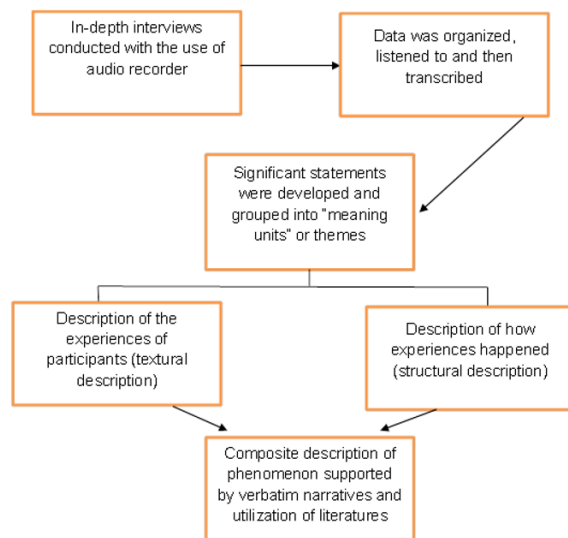 In-depth interviews
conducted with the use of
audio recorder
Data was organized,
listened to and then
transcribed
Significant statements
were developed and
grouped into "meaning
units" or themes
Description of the
experiences of
participants (textural
description)
Description of how
experiences happened
(structural description)
Composite description of
phenomenon supported
by verbatim narratives and
utilization of literatures